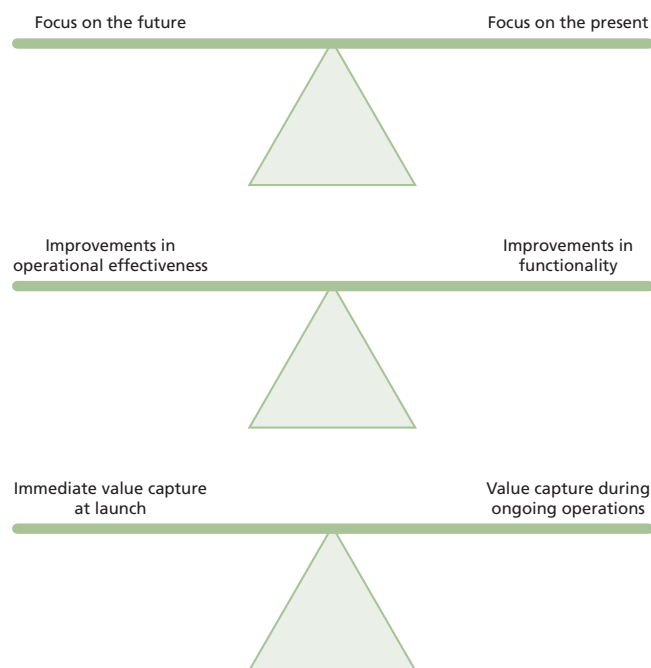 Focus on the future
Focus on the present
Improvements in
operational effectiveness
Improvements in
functionality
Immediate value capture
at launch
Value capture during
ongoing operations